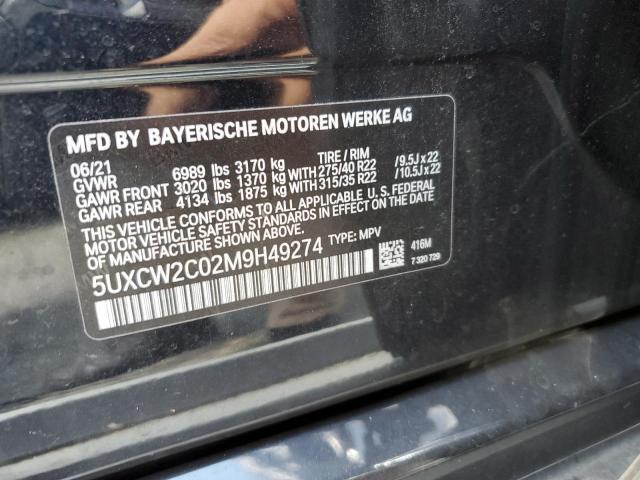 MFD BY BAYERISCHE MOTOREN WERKE AG
06/21 TIRE / RIM
GVWR 6989 lbs 3170 kg
GAWR FRONT 3020 lbs 1370 kg WITH 275/40 R22 /9.5J x 22
GAWR REAR 4134 lbs 1875 kg WITH 315/35 R22 /10.5J x 22
THIS VEHICLE CONFORMS TO ALL APPLICABLE U.S. FEDERAL
MOTOR VEHICLE SAFETY STANDARDS IN EFFECT ON THE DATE
OF MANUFACTURE SHOWN ABOVE.
5UXCW2C02M9H49274 TYPE: MPV
416M
7 320 729